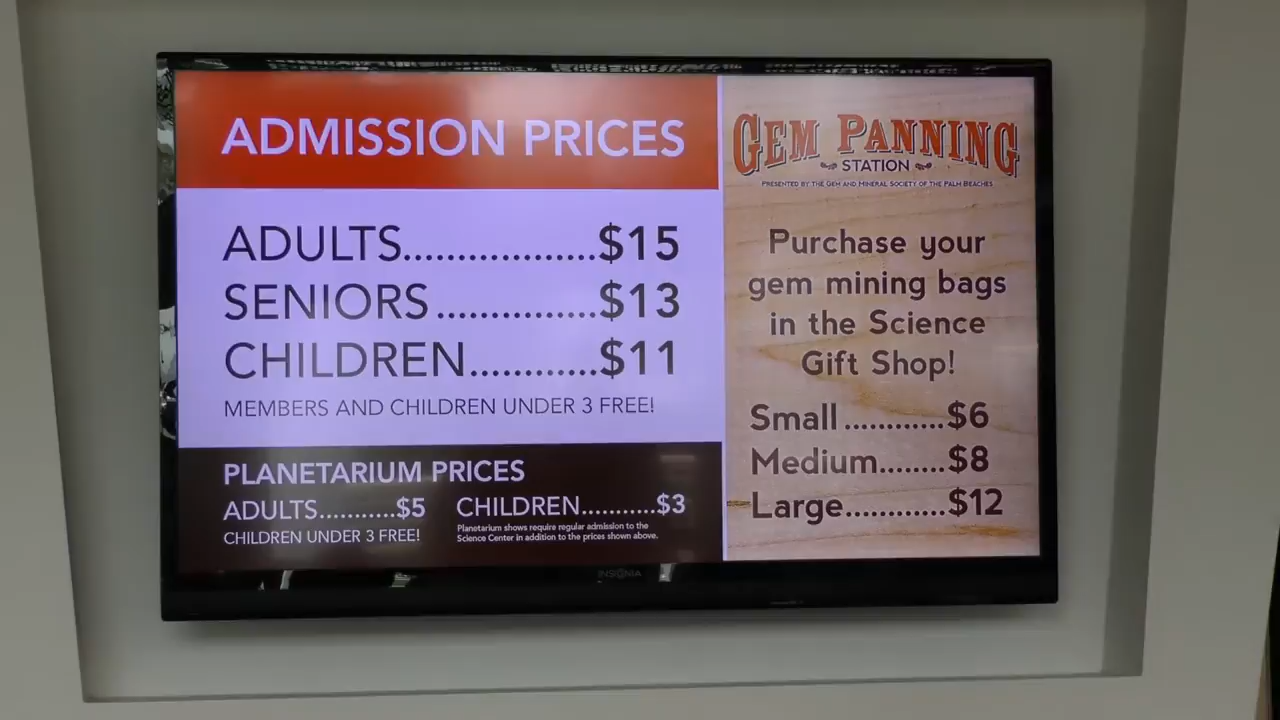 ADMISSION PRICES
ADULTS.................$15
SENIORS..............$13
CHILDREN............$11
MEMBERS AND CHILDREN UNDER 3 FREE!
PLANETARIUM PRICES
ADULTS...........$5
CHILDREN UNDER 3 FREE!
CHILDREN...........$3
Planetarium shows require regular admission to the
Science Center in addition to the prices shown above.
GEM PANNING
STATION
PRESENTED BY THE GEM AND MINERAL SOCIETY OF THE PALM BEACHES
Purchase your
gem mining bags
in the Science
Gift Shop!
Small............$6
Medium........$8
Large............$12
INSIGNIA